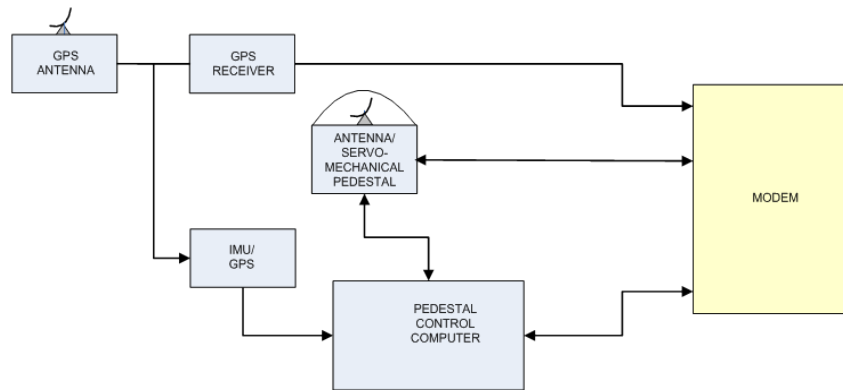 GPS
ANTENNA
GPS
RECEIVER
ANTENNA/
SERVO-
MECHANICAL
PEDESTAL
MODEM
IMU/
GPS
PEDESTAL
CONTROL
COMPUTER